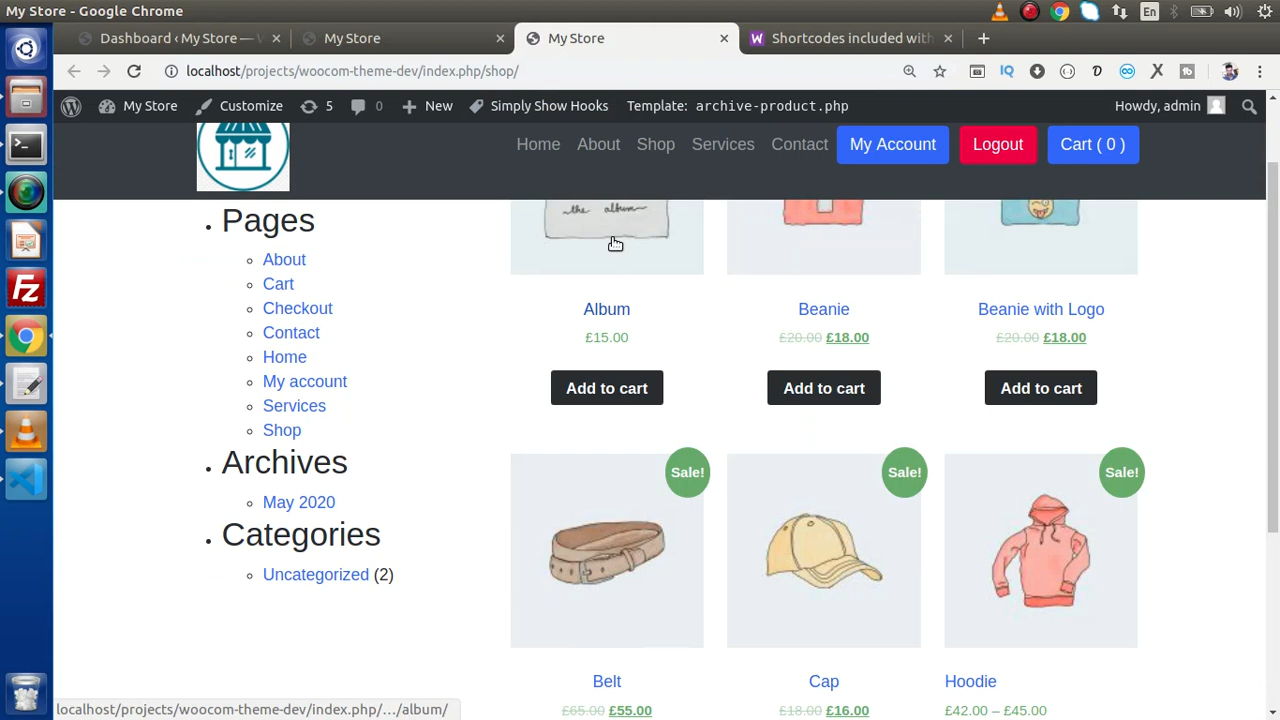 My Store - Google Chrome
En
Dashboard ‹ My Store — W
My Store
My Store
Shortcodes included with
localhost/projects/woocom-theme-dev/index.php/shop/
My Store
Customize
5
0
New
Simply Show Hooks
Template: archive-product.php
Howdy, admin
Home
About
Shop
Services
Contact
My Account
Logout
Cart ( 0 )
Pages
About
Cart
Checkout
Contact
Home
My account
Services
Shop
Archives
May 2020
Categories
Uncategorized (2)
the album
Album
£15.00
Add to cart
Beanie
£20.00 £18.00
Add to cart
Beanie with Logo
£20.00 £18.00
Add to cart
Sale!
Sale!
Sale!
Belt
£65.00 £55.00
Cap
£18.00 £16.00
Hoodie
£42.00 – £45.00
localhost/projects/woocom-theme-dev/index.php/…/album/